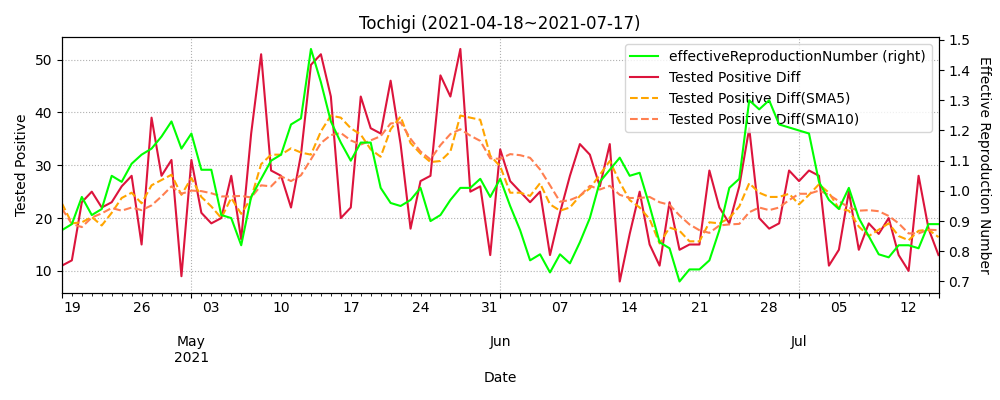 Tochigi (2021-04-18~2021-07-17)
effectiveReproductionNumber (right)
Tested Positive Diff
Tested Positive Diff(SMA5)
Tested Positive Diff(SMA10)
Tested Positive
50
40
30
20
10
1.5
1.4
1.3
1.2
1.1
1.0
0.9
0.8
0.7
Effective Reproduction Number
19 26 03 10 17 24 31 07 14 21 28 05 12
May Jun Jul
2021
Date